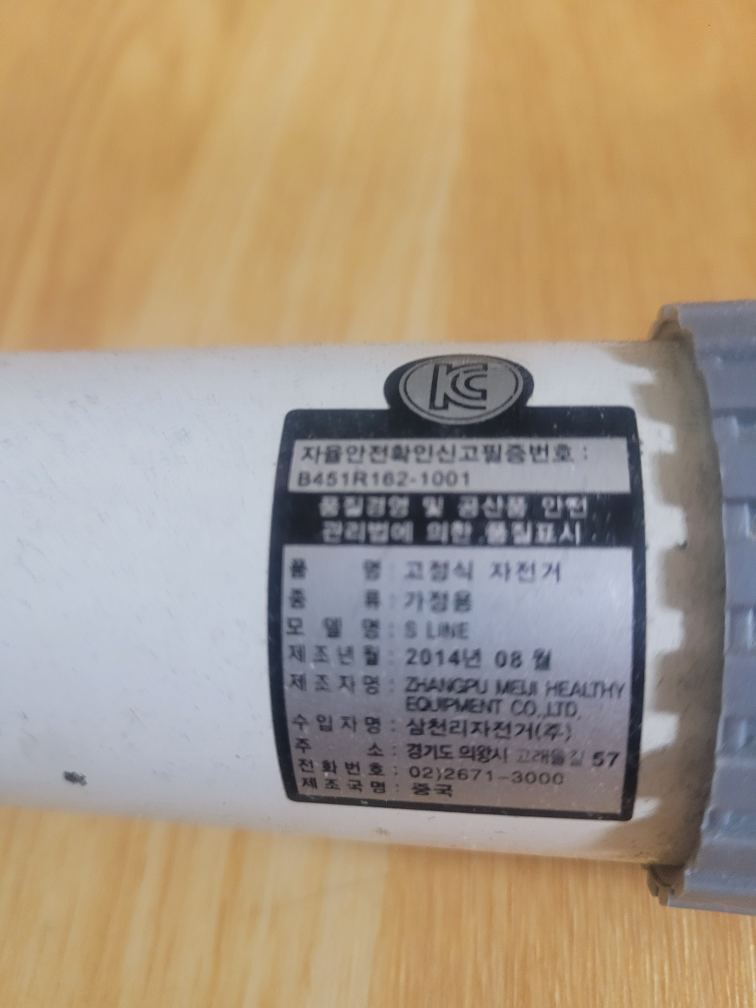 KC
자율안전확인신고필증번호 :
B451R162-1001
품질경영 및 공산품 안전
관리법에 의한 품질표시
품 명 : 고정식 자전거
종 류 : 가정용
모 델 명 : S LINE
제조년월 : 2014년 08 월
제조자명 : ZHANGPU MEIJI HEALTHY
EQUIPMENT CO.,LTD.
수입자명 : 삼천리자전거(주)
주 소 : 경기도 의왕시 고래들길 57
전화번호 : 02)2671-3000
제조국명 : 중국